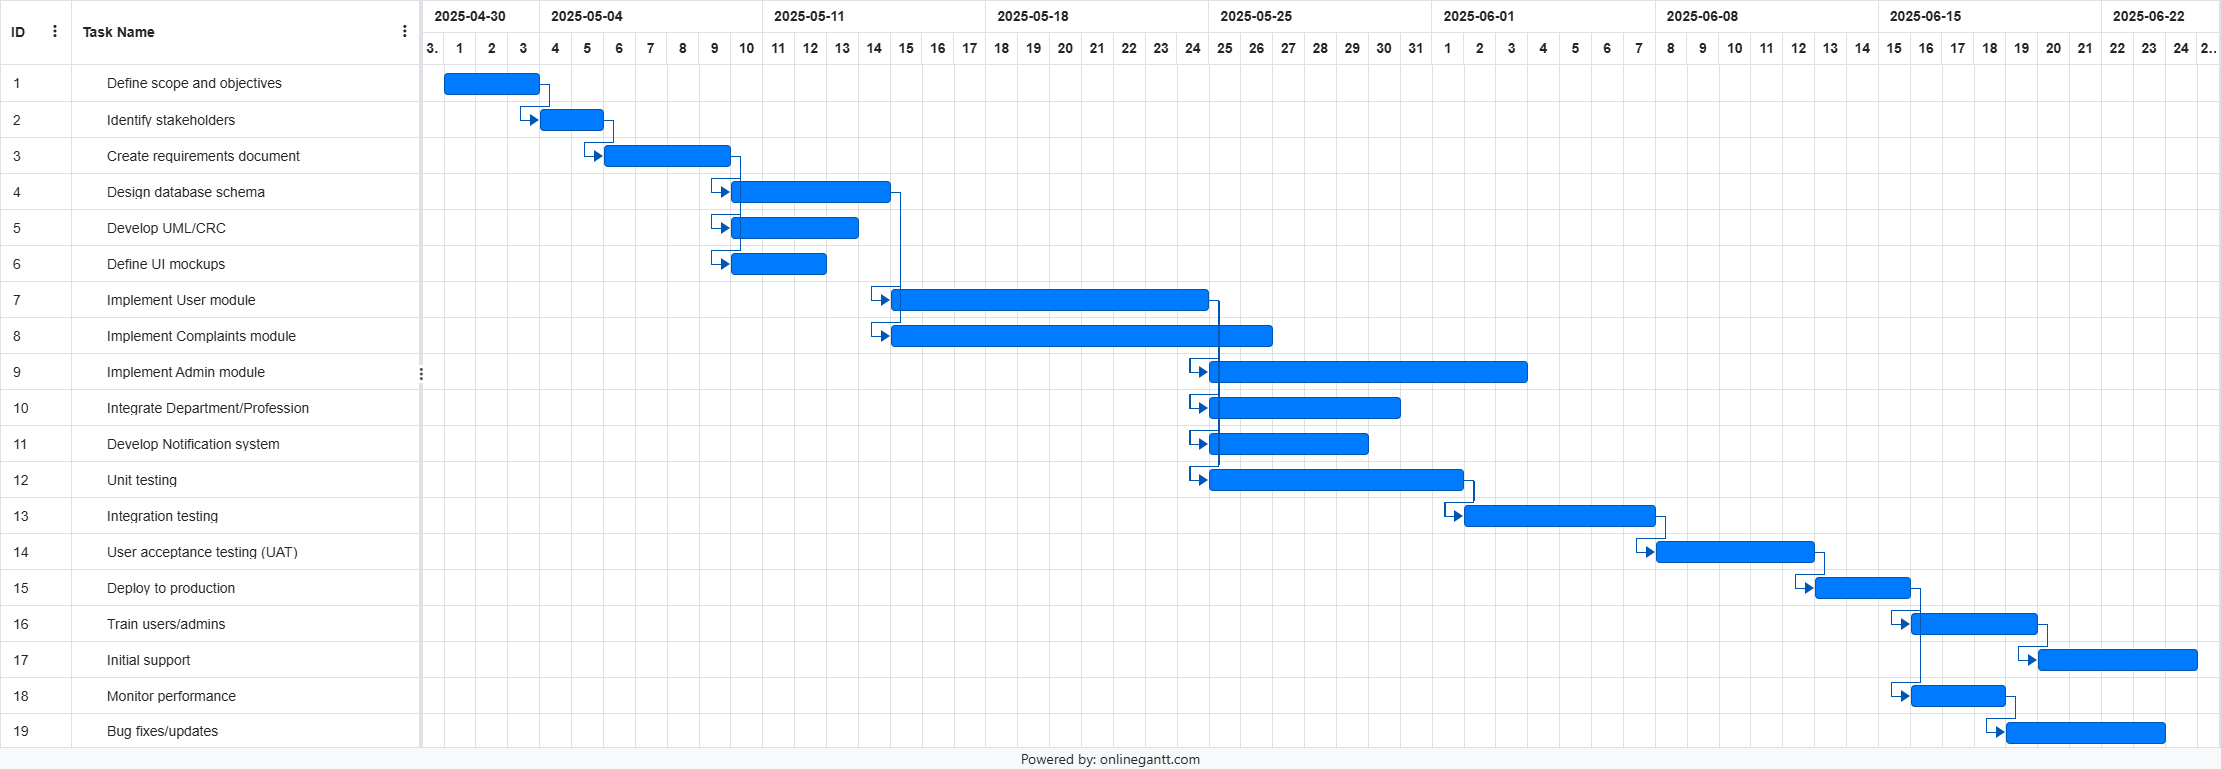 ID Task Name 2025-04-30 2025-05-04 2025-05-11 2025-05-18 2025-05-25 2025-06-01 2025-06-08 2025-06-15 2025-06-22
3. 1 2 3 4 5 6 7 8 9 10 11 12 13 14 15 16 17 18 19 20 21 22 23 24 25 26 27 28 29 30 31 1 2 3 4 5 6 7 8 9 10 11 12 13 14 15 16 17 18 19 20 21 22 23 24 2..
1 Define scope and objectives
2 Identify stakeholders
3 Create requirements document
4 Design database schema
5 Develop UML/CRC
6 Define UI mockups
7 Implement User module
8 Implement Complaints module
9 Implement Admin module
10 Integrate Department/Profession
11 Develop Notification system
12 Unit testing
13 Integration testing
14 User acceptance testing (UAT)
15 Deploy to production
16 Train users/admins
17 Initial support
18 Monitor performance
19 Bug fixes/updates
Powered by: onlinegantt.com